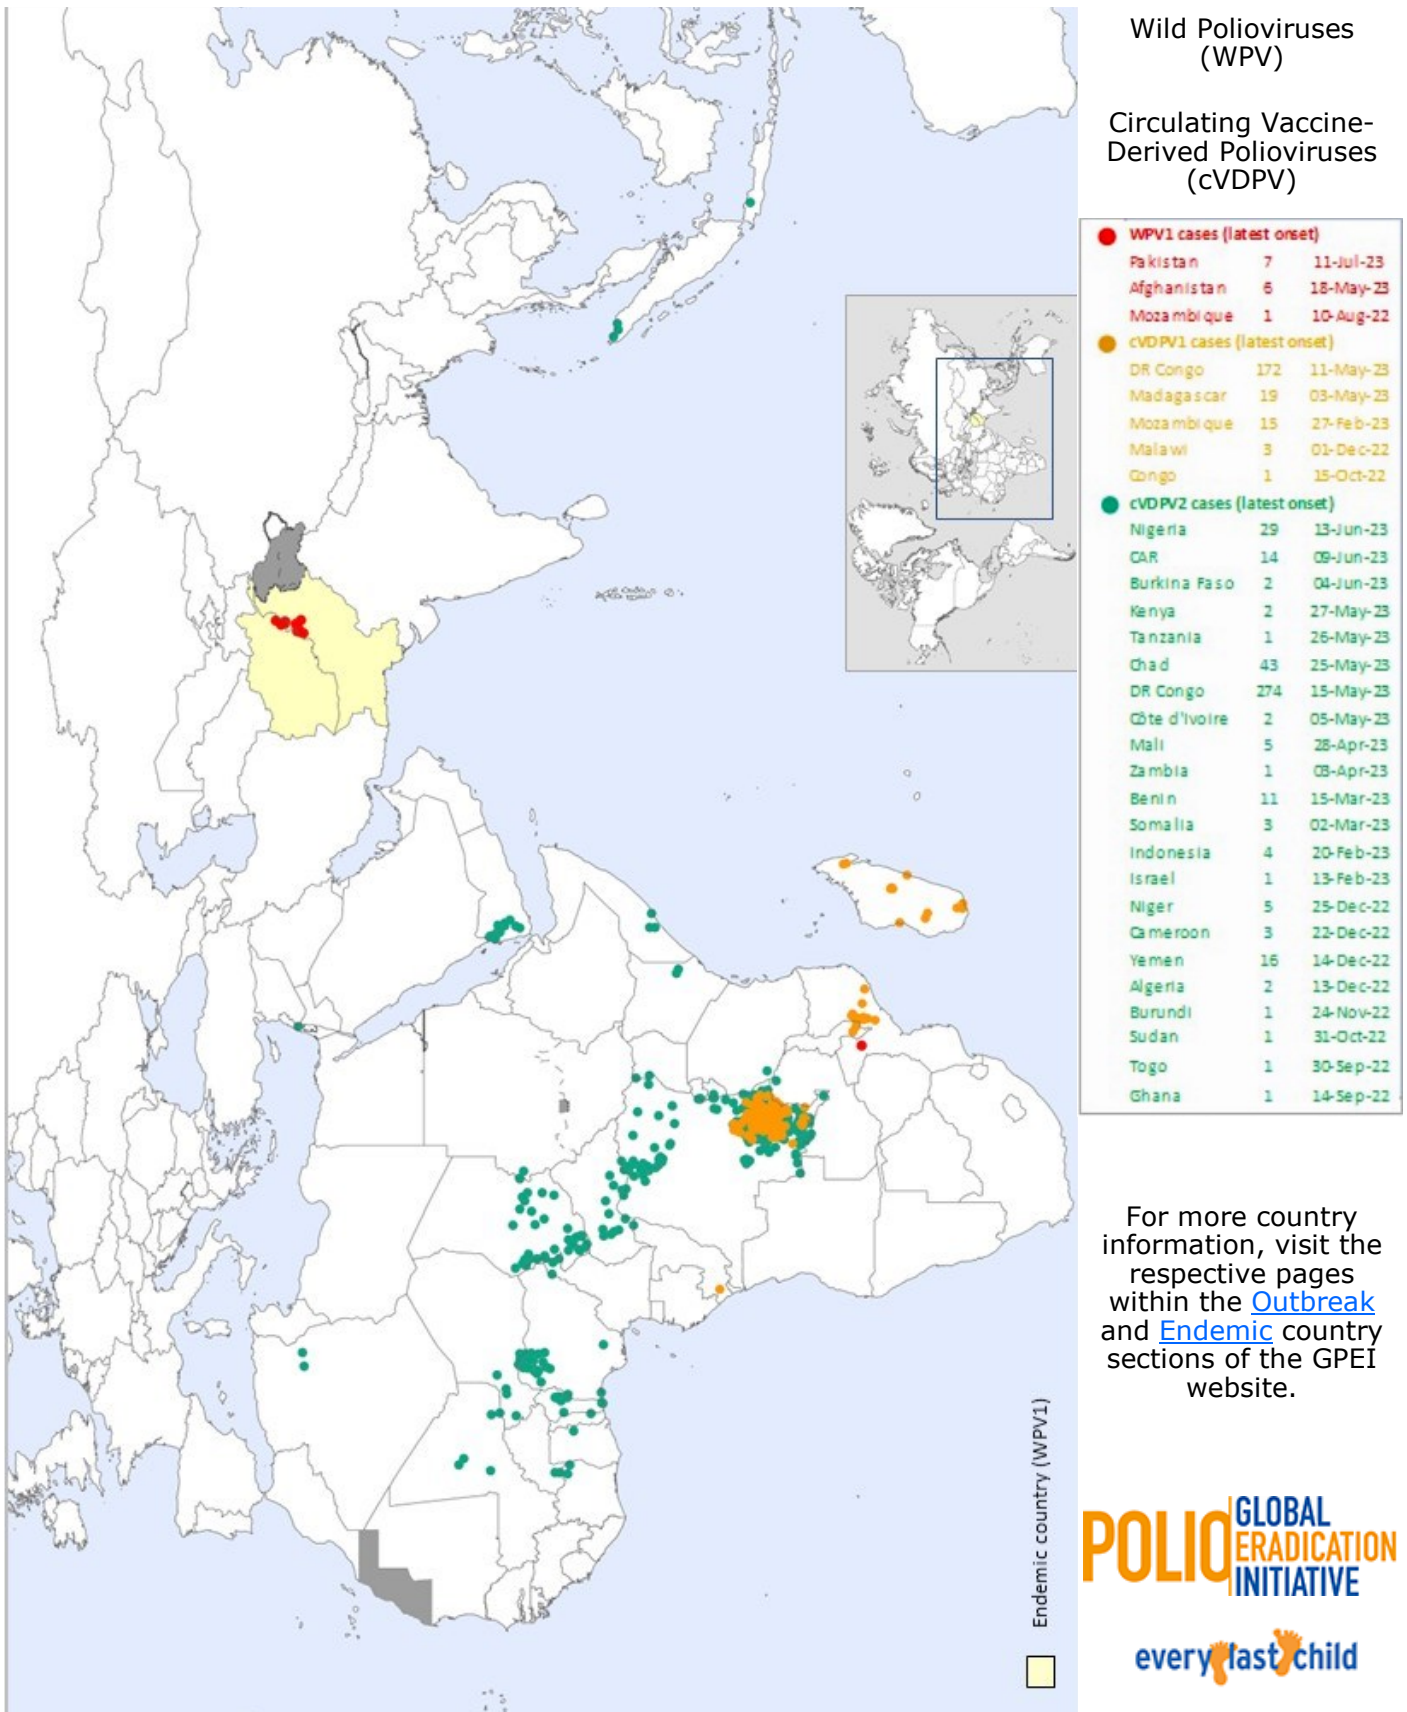 Wild Polioviruses
(WPV)
Circulating Vaccine-
Derived Polioviruses
(cVDPV)
WPV1 cases (latest onset)
Pakistan 7 11-Jul-23
Afghanistan 6 18-May-23
Mozambique 1 10-Aug-22
cVDPV1 cases (latest onset)
DR Congo 172 11-May-23
Madagascar 19 03-May-23
Mozambique 15 27-Feb-23
Malawi 3 01-Dec-22
Congo 1 15-Oct-22
cVDPV2 cases (latest onset)
Nigeria 29 13-Jun-23
CAR 14 09-Jun-23
Burkina Faso 2 04-Jun-23
Kenya 2 27-May-23
Tanzania 1 26-May-23
Chad 43 25-May-23
DR Congo 274 15-May-23
Côte d'Ivoire 2 05-May-23
Mali 5 28-Apr-23
Zambia 1 03-Apr-23
Benin 11 15-Mar-23
Somalia 3 02-Mar-23
Indonesia 4 20-Feb-23
Israel 1 13-Feb-23
Niger 5 25-Dec-22
Cameroon 3 22-Dec-22
Yemen 16 14-Dec-22
Algeria 2 13-Dec-22
Burundi 1 24-Nov-22
Sudan 1 31-Oct-22
Togo 1 30-Sep-22
Ghana 1 14-Sep-22
For more country
information, visit the
respective pages
within the Outbreak
and Endemic country
sections of the GPEI
website.
Endemic country (WPV1)
POLIO GLOBAL
ERADICATION
INITIATIVE
every last child